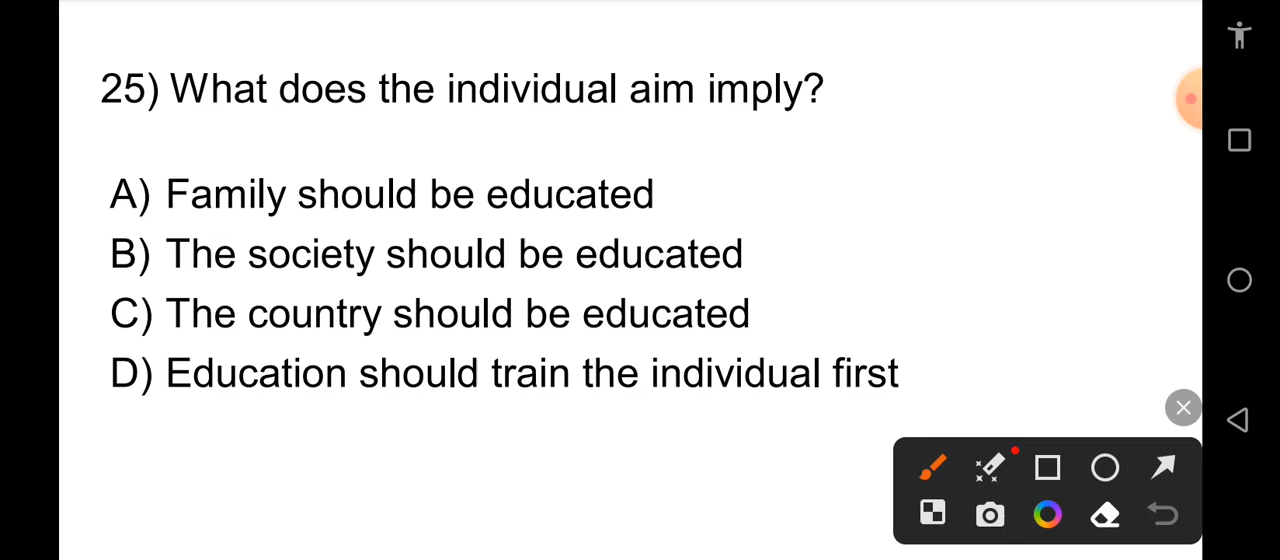 25) What does the individual aim imply?
A) Family should be educated
B) The society should be educated
C) The country should be educated
D) Education should train the individual first